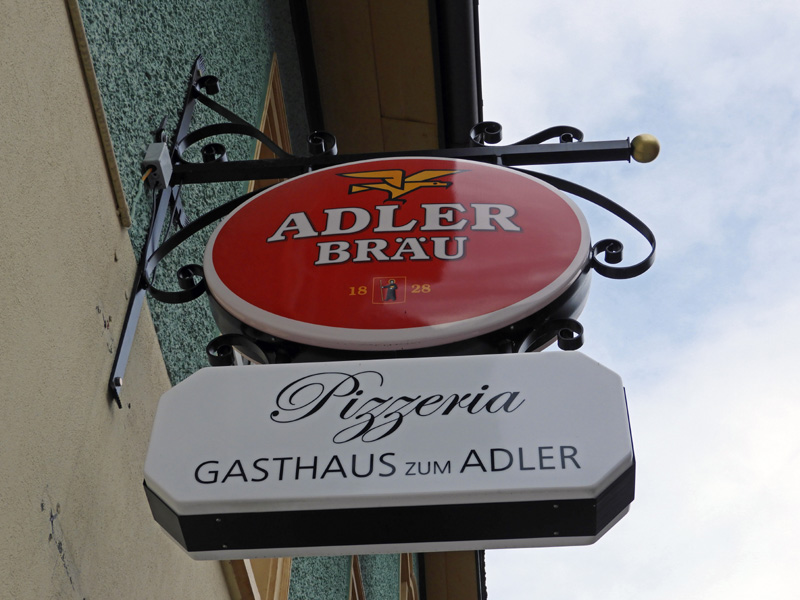 ADLER
BRÄU
18 28
Pizzeria
GASTHAUS ZUM ADLER